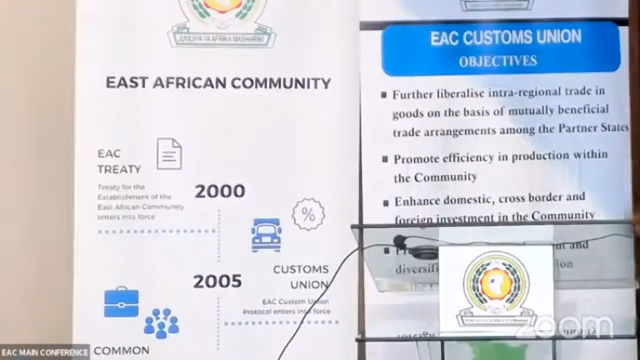 JUMUIYA YA AFRIKA MASHARIKI
EAST AFRICAN COMMUNITY
EAC
TREATY
Treaty for the
Establishment of the
East African Community
enters into force
2000
%
2005
CUSTOMS
UNION
EAC Custom Union
Protocol enters into force
COMMON
EAC CUSTOMS UNION
OBJECTIVES
Further liberalise intra-regional trade in
goods on the basis of mutually beneficial
trade arrangements among the Partner States
Promote efficiency in production within
the Community
Enhance domestic, cross border and
foreign investment in the Community
and
zoom
EAC MAIN CONFERENCE